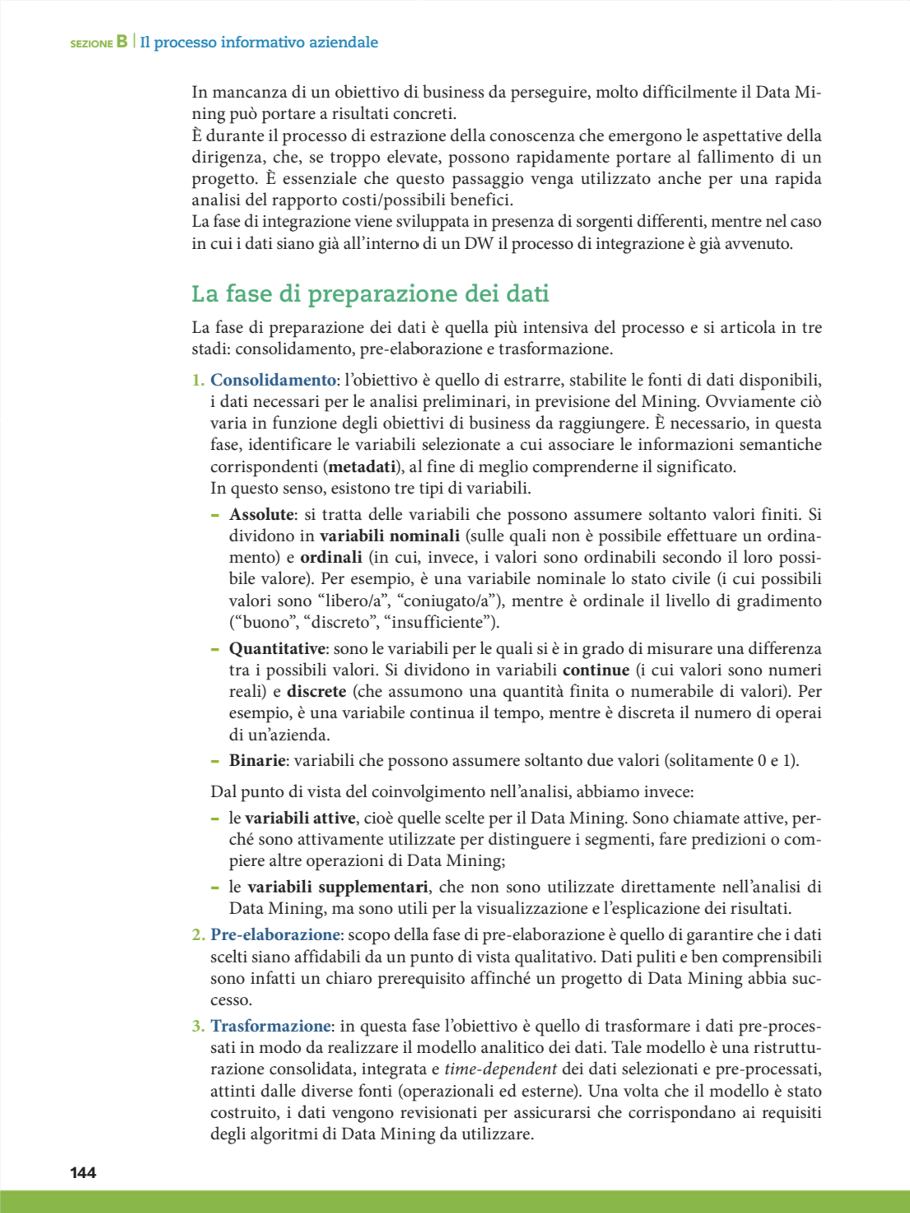 SEZIONE B | Il processo informativo aziendale
In mancanza di un obiettivo di business da perseguire, molto difficilmente il Data Mi-
ning può portare a risultati concreti.
È durante il processo di estrazione della conoscenza che emergono le aspettative della
dirigenza, che, se troppo elevate, possono rapidamente portare al fallimento di un
progetto. È essenziale che questo passaggio venga utilizzato anche per una rapida
analisi del rapporto costi/possibili benefici.
La fase di integrazione viene sviluppata in presenza di sorgenti differenti, mentre nel caso
in cui i dati siano già all'interno di un DW il processo di integrazione è già avvenuto.
La fase di preparazione dei dati
La fase di preparazione dei dati è quella più intensiva del processo e si articola in tre
stadi: consolidamento, pre-elaborazione e trasformazione.
1. Consolidamento: l'obiettivo è quello di estrarre, stabilite le fonti di dati disponibili,
i dati necessari per le analisi preliminari, in previsione del Mining. Ovviamente ciò
varia in funzione degli obiettivi di business da raggiungere. È necessario, in questa
fase, identificare le variabili selezionate a cui associare le informazioni semantiche
corrispondenti (metadati), al fine di meglio comprenderne il significato.
In questo senso, esistono tre tipi di variabili.
– Assolute: si tratta delle variabili che possono assumere soltanto valori finiti. Si
dividono in variabili nominali (sulle quali non è possibile effettuare un ordina-
mento) e ordinali (in cui, invece, i valori sono ordinabili secondo il loro possi-
bile valore). Per esempio, è una variabile nominale lo stato civile (i cui possibili
valori sono "libero/a", "coniugato/a"), mentre è ordinale il livello di gradimento
("buono", "discreto", "insufficiente").
– Quantitative: sono le variabili per le quali si è in grado di misurare una differenza
tra i possibili valori. Si dividono in variabili continue (i cui valori sono numeri
reali) e discrete (che assumono una quantità finita o numerabile di valori). Per
esempio, è una variabile continua il tempo, mentre è discreta il numero di operai
di un'azienda.
– Binarie: variabili che possono assumere soltanto due valori (solitamente 0 e 1).
Dal punto di vista del coinvolgimento nell'analisi, abbiamo invece:
– le variabili attive, cioè quelle scelte per il Data Mining. Sono chiamate attive, per-
ché sono attivamente utilizzate per distinguere i segmenti, fare predizioni o com-
piere altre operazioni di Data Mining;
– le variabili supplementari, che non sono utilizzate direttamente nell'analisi di
Data Mining, ma sono utili per la visualizzazione e l'esplicazione dei risultati.
2. Pre-elaborazione: scopo della fase di pre-elaborazione è quello di garantire che i dati
scelti siano affidabili da un punto di vista qualitativo. Dati puliti e ben comprensibili
sono infatti un chiaro prerequisito affinché un progetto di Data Mining abbia suc-
cesso.
3. Trasformazione: in questa fase l'obiettivo è quello di trasformare i dati pre-proces-
sati in modo da realizzare il modello analitico dei dati. Tale modello è una ristruttu-
razione consolidata, integrata e time-dependent dei dati selezionati e pre-processati,
attinti dalle diverse fonti (operazionali ed esterne). Una volta che il modello è stato
costruito, i dati vengono revisionati per assicurarsi che corrispondano ai requisiti
degli algoritmi di Data Mining da utilizzare.
144